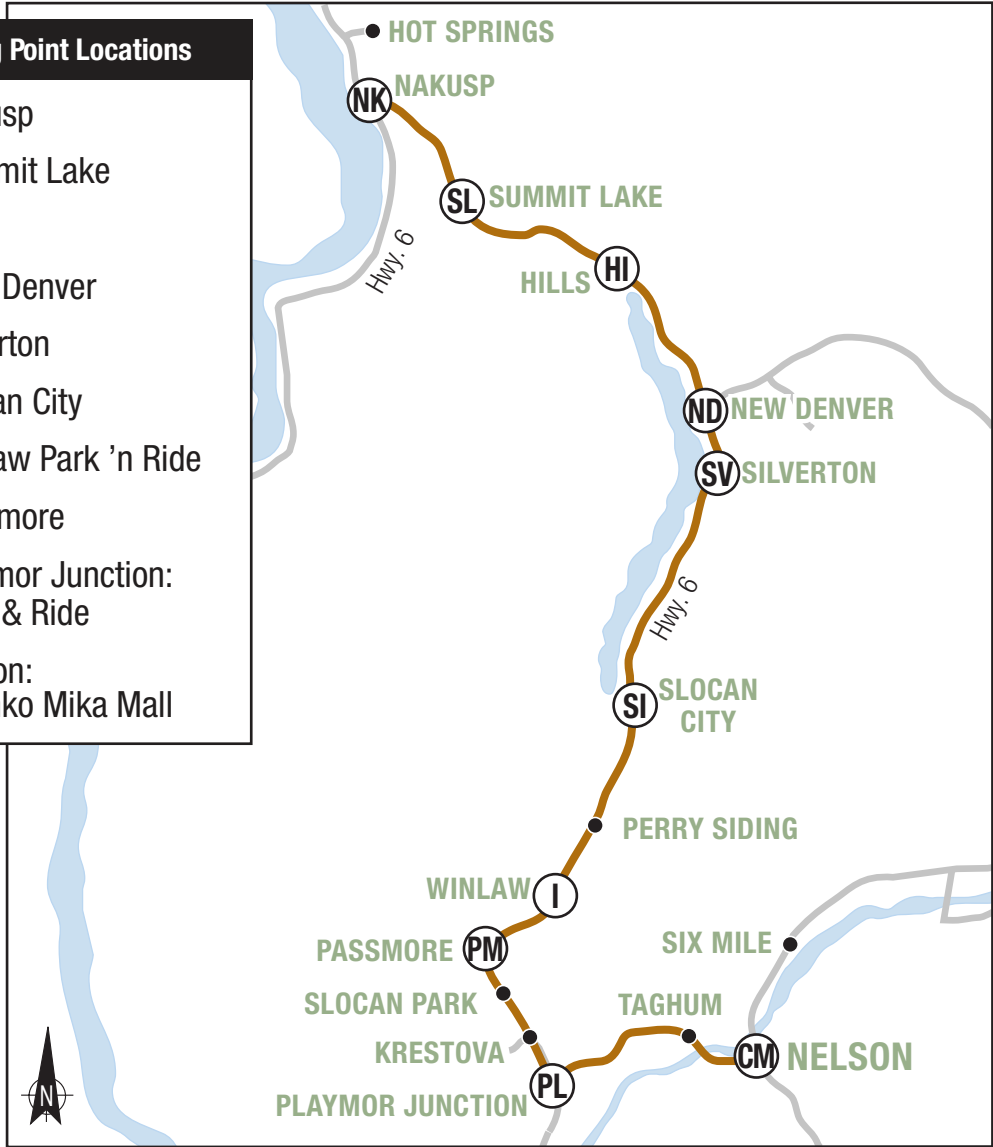 g Point Locations
usp
mit Lake
Denver
rton
an City
aw Park ’n Ride
more
mor Junction:
& Ride
on:
ko Mika Mall
HOT SPRINGS
NK
NAKUSP
SL
SUMMIT LAKE
Hwy. 6
HI
HILLS
ND
NEW DENVER
SV
SILVERTON
Hwy. 6
SI
SLOCAN
CITY
PERRY SIDING
WINLAW
I
PASSMORE
PM
SIX MILE
SLOCAN PARK
TAGHUM
KRESTOVA
CM
NELSON
PL
PLAYMOR JUNCTION
N